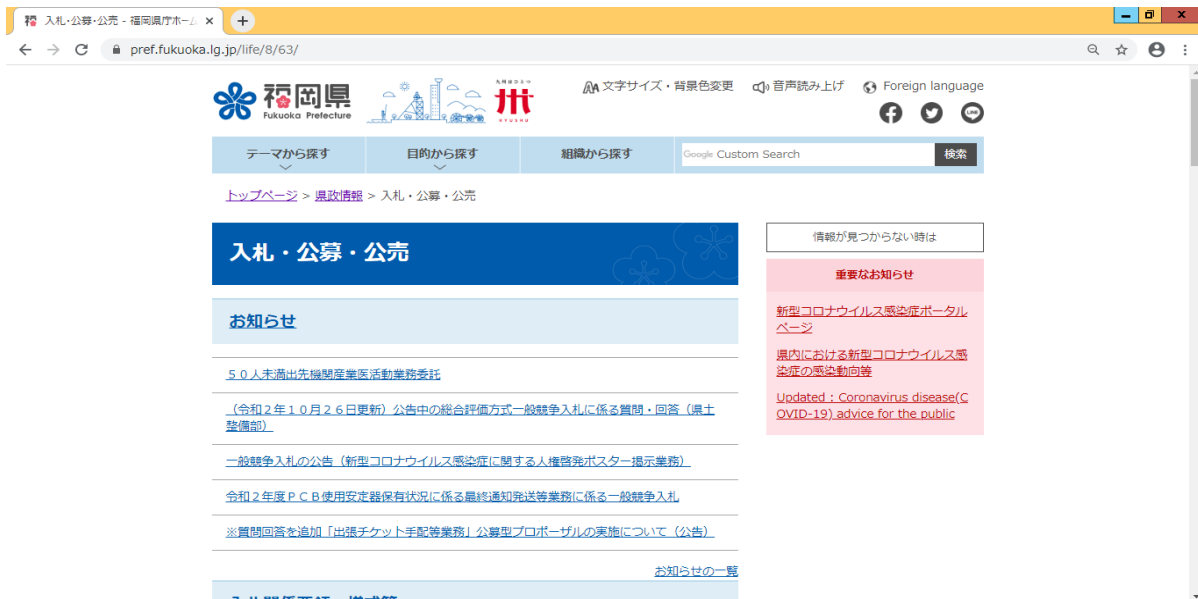 入札・公募・公売 - 福岡県庁ホーム
pref.fukuoka.lg.jp/life/8/63/
福岡県
Fukuoka Prefecture
九州はひとつ
KYUSHU
文字サイズ・背景色変更
音声読み上げ
Foreign language
LINE
テーマから探す
目的から探す
組織から探す
Google Custom Search
検索
トップページ > 県政情報 > 入札・公募・公売
入札・公募・公売
お知らせ
50人未満出先機関産業医活動業務委託
(令和2年10月26日更新)公告中の総合評価方式一般競争入札に係る質問・回答(県土
整備部)
一般競争入札の公告(新型コロナウイルス感染症に関する人権啓発ポスター掲示業務)
令和2年度PCB使用安定器保有状況に係る最終通知発送等業務に係る一般競争入札
※質問回答を追加「出張チケット手配等業務」公募型プロポーザルの実施について(公告)
お知らせの一覧
情報が見つからない時は
重要なお知らせ
新型コロナウイルス感染症ポータル
ページ
県内における新型コロナウイルス感
染症の感染動向等
Updated : Coronavirus disease(C
OVID-19) advice for the public